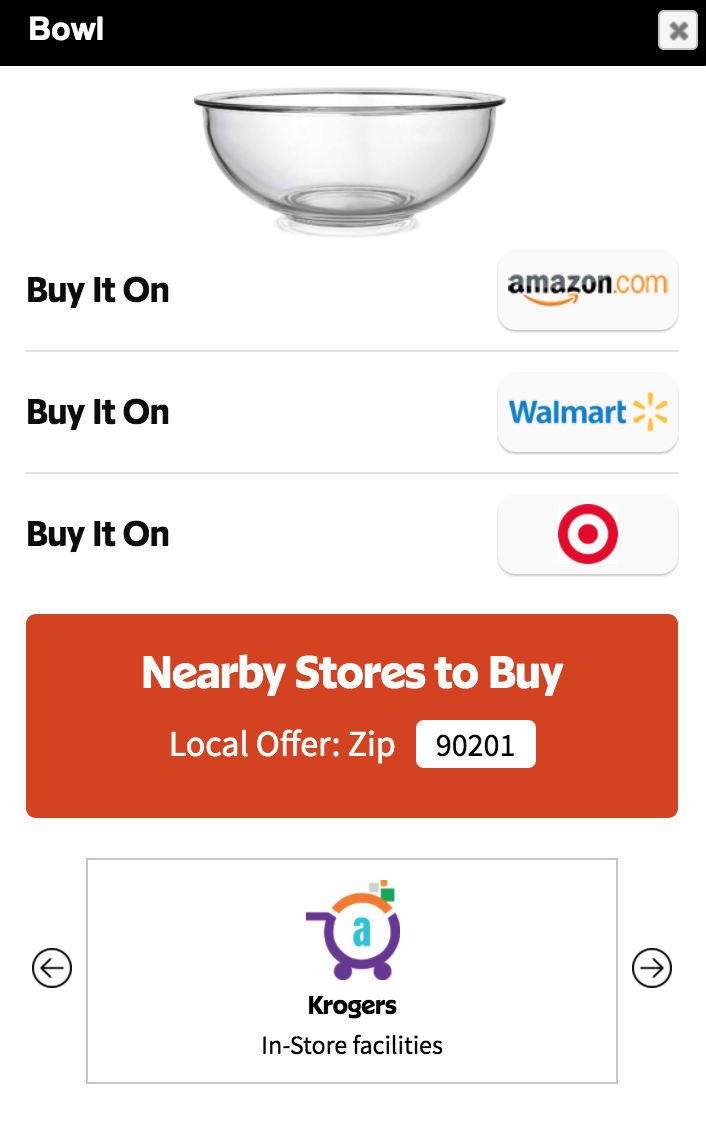 Bowl
Buy It On
amazon.com
Buy It On
Walmart
Buy It On
Nearby Stores to Buy
Local Offer: Zip 90201
a
Krogers
In-Store facilities